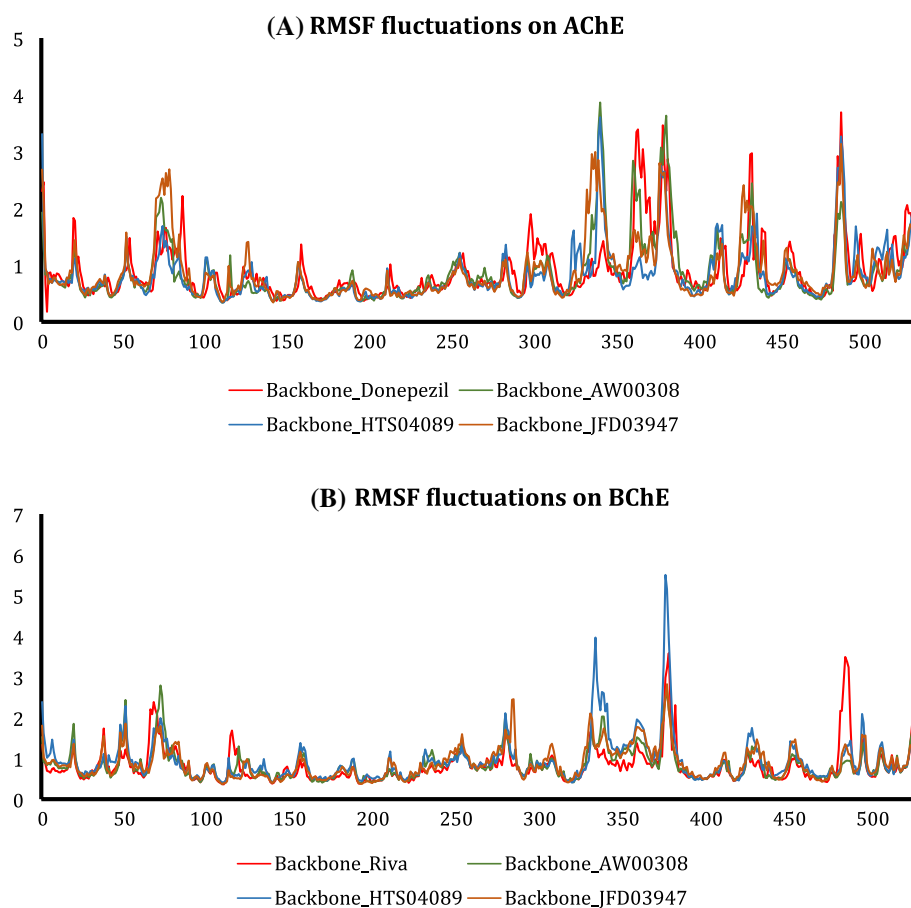 (A) RMSF fluctuations on AChE
5
4
3
2
1
0
0 50 100 150 200 250 300 350 400 450 500
Backbone_Donepezil Backbone_AW00308
Backbone_HTS04089 Backbone_JFD03947
(B) RMSF fluctuations on BChE
7
6
5
4
3
2
1
0
0 50 100 150 200 250 300 350 400 450 500
Backbone_Riva Backbone_AW00308
Backbone_HTS04089 Backbone_JFD03947